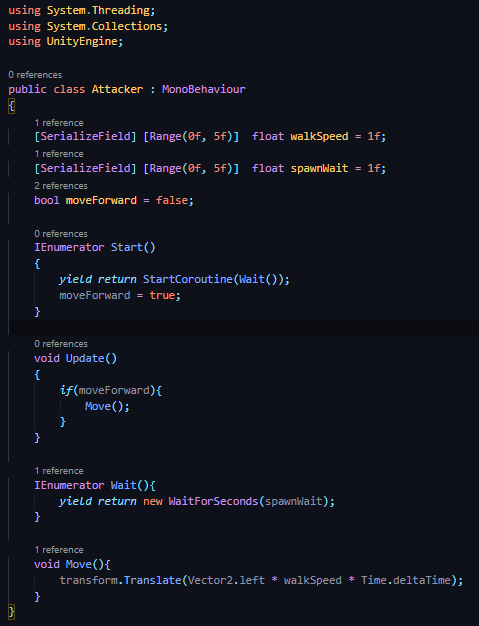 using System.Threading;
using System.Collections;
using UnityEngine;
0 references
public class Attacker : MonoBehaviour
{
1 reference
[SerializeField] [Range(0f, 5f)]  float walkSpeed = 1f;
1 reference
[SerializeField] [Range(0f, 5f)]  float spawnWait = 1f;
2 references
bool moveForward = false;
0 references
IEnumerator Start()
{
yield return StartCoroutine(Wait());
moveForward = true;
}
0 references
void Update()
{
if(moveForward){
Move();
}
}
1 reference
IEnumerator Wait(){
yield return new WaitForSeconds(spawnWait);
}
1 reference
void Move(){
transform.Translate(Vector2.left * walkSpeed * Time.deltaTime);
}
}